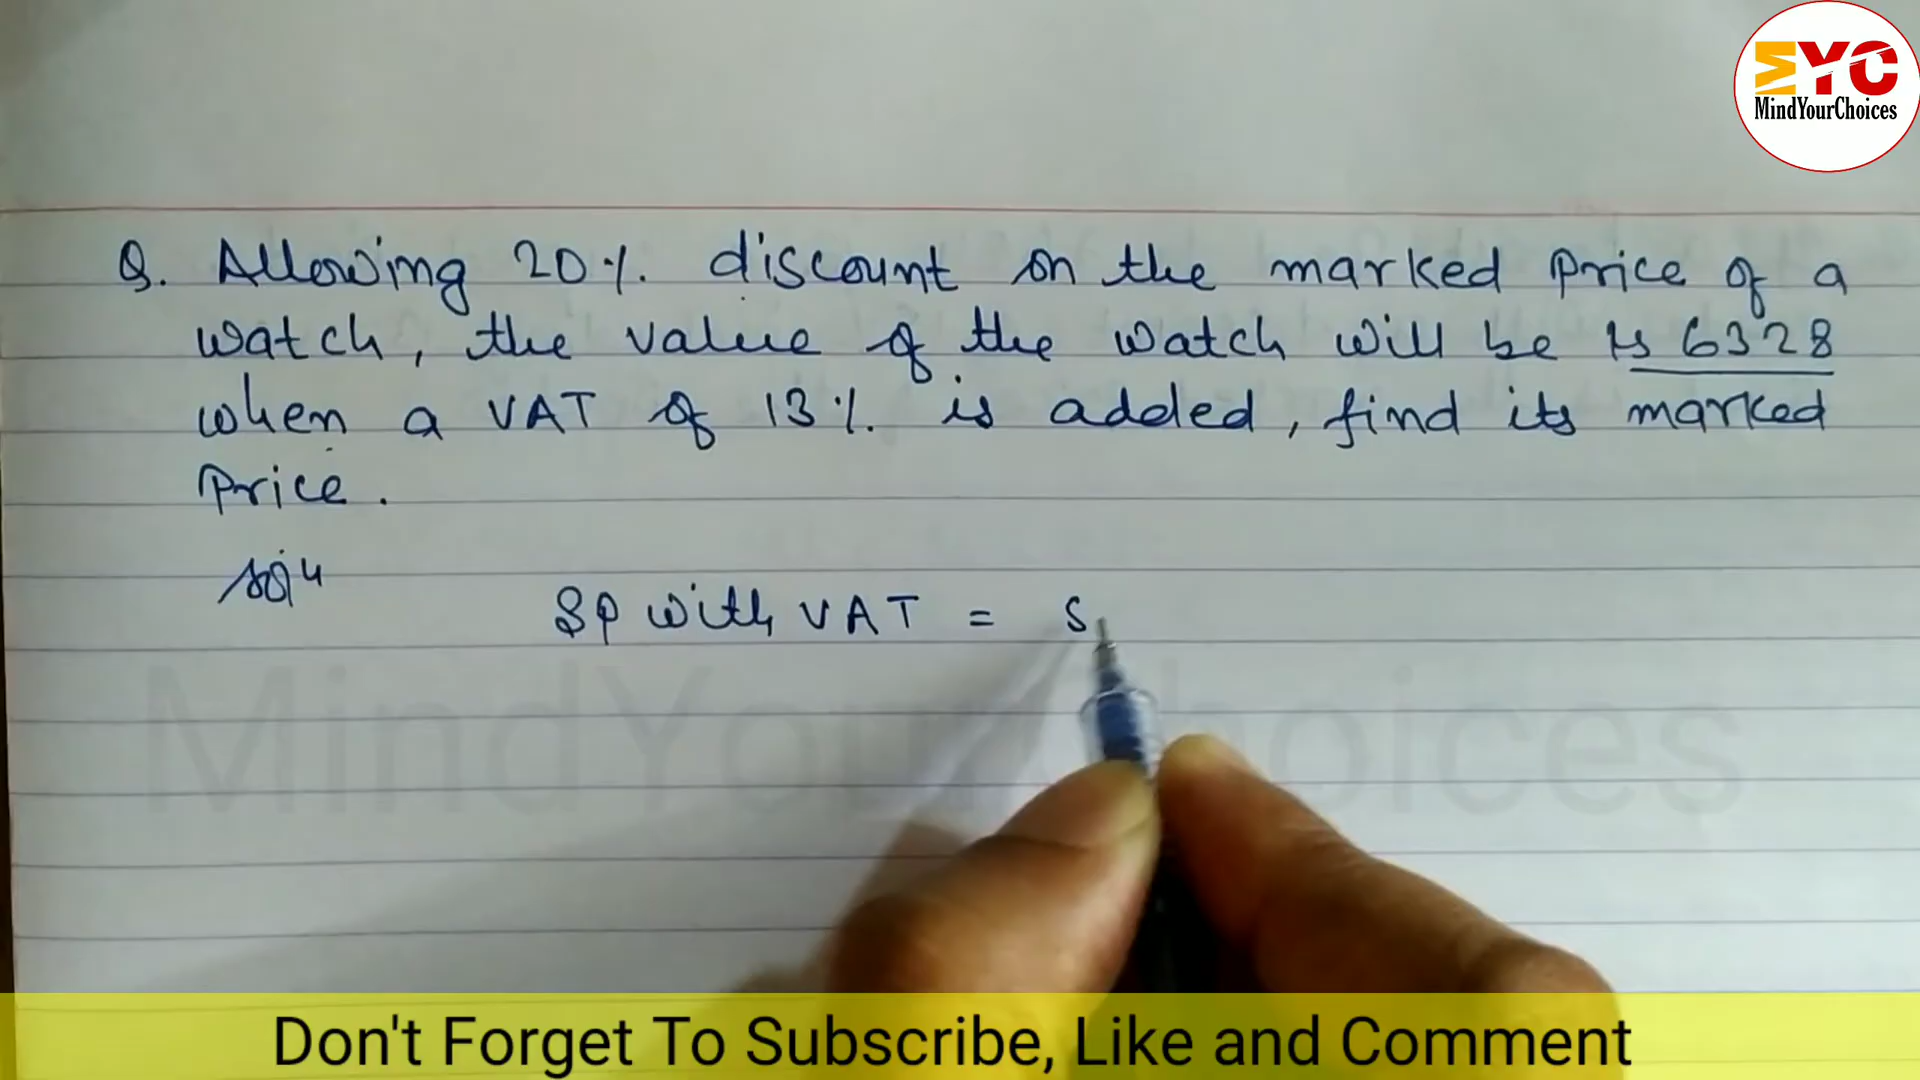 MYC
MindYourChoices
Q. Allowing 20%. discount on the marked price of a
watch, the value of the watch will be Rs 6328
when a VAT of 13%. is added, find its marked
Price.
Sol^n
SP with VAT = S
MindYourChoices
Don't Forget To Subscribe, Like and Comment